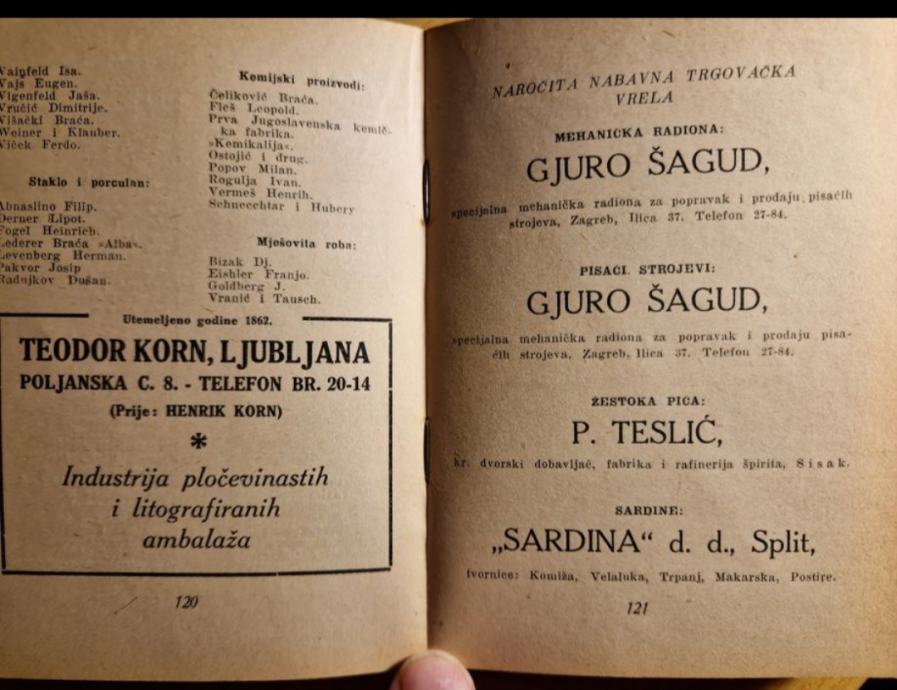 Vajs Eugen.
Vigenfeld Jaša.
Vručić Dimitrije.
Višački Braća.
Weiner i Klauber.
Viček Ferdo.
Staklo i porculan:
Abnaslino Filip.
Derner Lipot.
Fogel Heinrich.
Lederer Braća »Alba«.
Levenberg Herman.
Pakvor Josip
Radujkov Dušan.
Kemijski proizvodi:
Čeliković Braća.
Fleš Leopold.
Prva Jugoslavenska kemič-
ka fabrika.
»Kemikalija«.
Ostojić i drug.
Popov Milan.
Rogulja Ivan.
Vermeš Henrih.
Schneechtar i Hubery
Mješovita roba:
Bizak Dj.
Eishler Franjo.
Goldberg J.
Vranić i Tausch.
Utemeljeno godine 1862.
TEODOR KORN, LJUBLJANA
POLJANSKA C. 8. - TELEFON BR. 20-14
(Prije: HENRIK KORN)
*
Industrija pločevinastih
i litografiranih
ambalaža
120
NAROČITA NABAVNA TRGOVAČKA
VRELA
MEHANIČKA RADIONA:
GJURO ŠAGUD,
specijalna mehanička radiona za popravak i prodaju pisaćih
strojeva, Zagreb, Ilica 37. Telefon 27-84.
PISAĆI STROJEVI:
GJURO ŠAGUD,
specijalna mehanička radiona za popravak i prodaju pisa-
ćih strojeva, Zagreb, Ilica 37. Telefon 27-84.
ŽESTOKA PIĆA:
P. TESLIĆ,
kr. dvorski dobavljač, fabrika i rafinerija špirita, Sisak.
SARDINE:
„SARDINA“ d. d., Split,
tvornice: Komiža, Velaluka, Trpanj, Makarska, Postire.
121